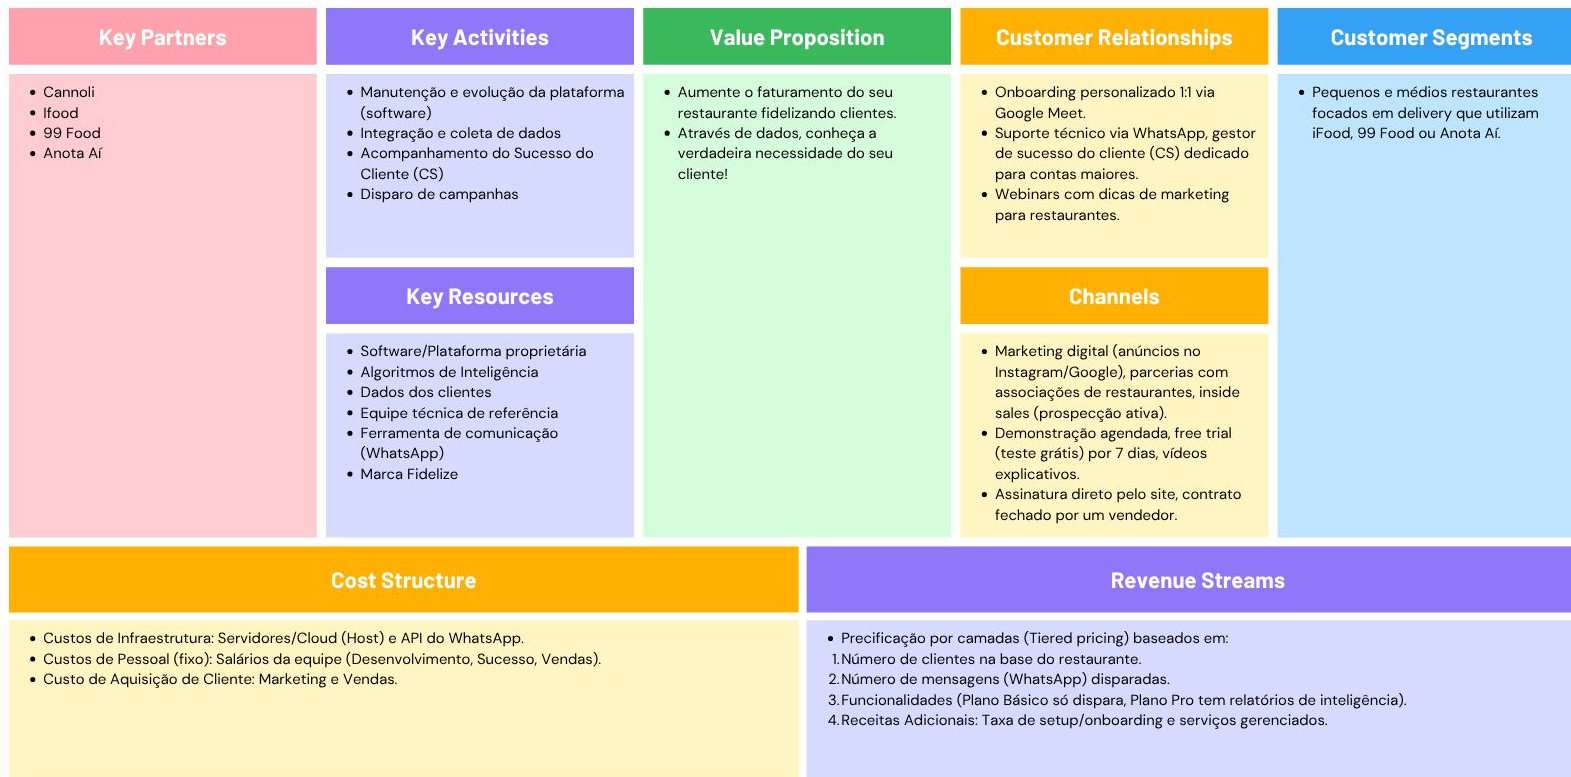 Key Partners
• Cannoli
• Ifood
• 99 Food
• Anota Aí
Key Activities
• Manutenção e evolução da plataforma
(software)
• Integração e coleta de dados
• Acompanhamento do Sucesso do
Cliente (CS)
• Disparo de campanhas
Key Resources
• Software/Plataforma proprietária
• Algoritmos de Inteligência
• Dados dos clientes
• Equipe técnica de referência
• Ferramenta de comunicação
(WhatsApp)
• Marca Fidelize
Value Proposition
• Aumente o faturamento do seu
restaurante fidelizando clientes.
• Através de dados, conheça a
verdadeira necessidade do seu
cliente!
Customer Relationships
• Onboarding personalizado 1:1 via
Google Meet.
• Suporte técnico via WhatsApp, gestor
de sucesso do cliente (CS) dedicado
para contas maiores.
• Webinars com dicas de marketing
para restaurantes.
Channels
• Marketing digital (anúncios no
Instagram/Google), parcerias com
associações de restaurantes, inside
sales (prospecção ativa).
• Demonstração agendada, free trial
(teste grátis) por 7 dias, vídeos
explicativos.
• Assinatura direto pelo site, contrato
fechado por um vendedor.
Customer Segments
• Pequenos e médios restaurantes
focados em delivery que utilizam
iFood, 99 Food ou Anota Aí.
Cost Structure
• Custos de Infraestrutura: Servidores/Cloud (Host) e API do WhatsApp.
• Custos de Pessoal (fixo): Salários da equipe (Desenvolvimento, Sucesso, Vendas).
• Custo de Aquisição de Cliente: Marketing e Vendas.
Revenue Streams
• Precificação por camadas (Tiered pricing) baseados em:
1. Número de clientes na base do restaurante.
2. Número de mensagens (WhatsApp) disparadas.
3. Funcionalidades (Plano Básico só dispara, Plano Pro tem relatórios de inteligência).
4. Receitas Adicionais: Taxa de setup/onboarding e serviços gerenciados.